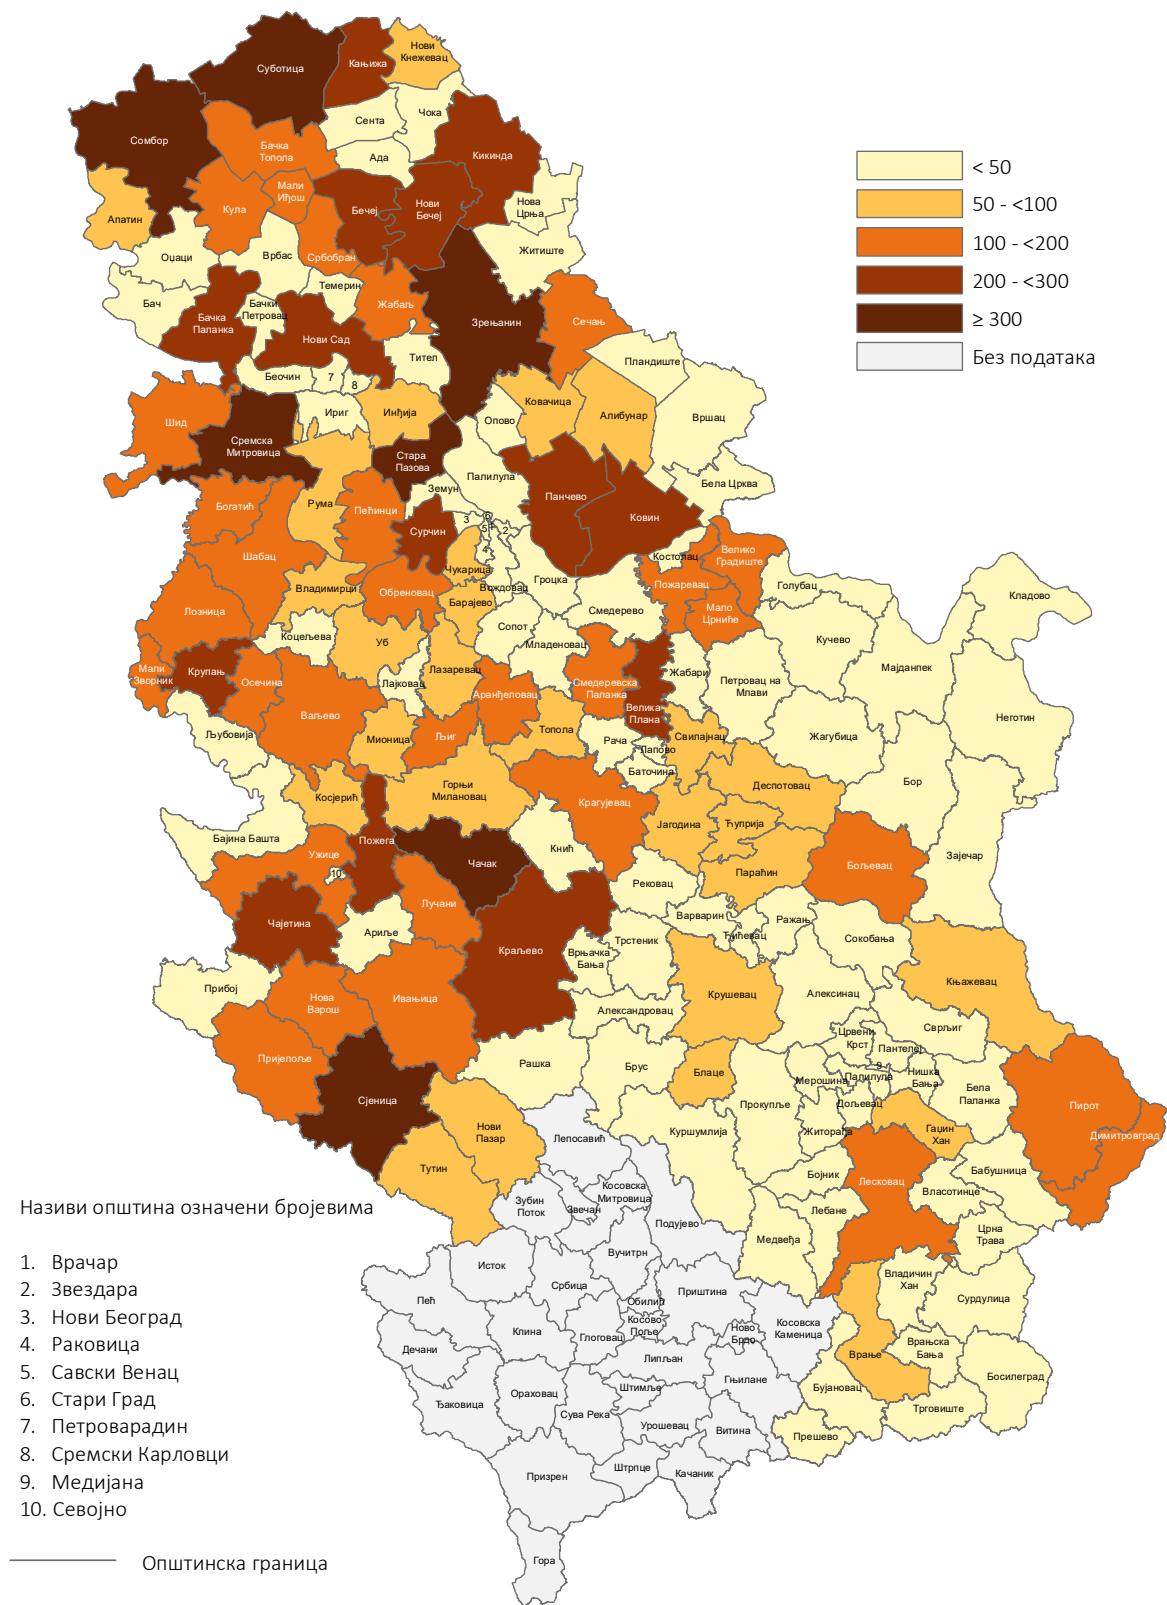 Нови
Кнежевац
Суботица
Кањижа
Чока
Сента
Сомбор
Бачка
Топола
Ада
Кикинда
Мали
Иђош
Нови
Бечеј
Нова
Црња
Апатин
Кула
Бечеј
Житиште
Оџаци
Врбас
Србобран
Темерин
Бач
Бачки
Петровац
Жабаљ
Бачка
Паланка
Нови Сад
Зрењанин
Сечањ
Тител
Пландиште
Беочин
7
8
Ириг
Инђија
Ковачица
Алибунар
Вршац
Шид
Опово
Сремска
Митровица
Стара
Пазова
Палилула
Бела Црква
Земун
Панчево
Богатић
Рума
Пећинци
Ковин
Сурчин
3
6
5
1
2
4
Шабац
Костолац
Велико
Градиште
Чукарица
Владимирци
Обреновац
Вождовац
Гроцка
Пожаревац
Голубац
Кладово
Барајево
Смедерево
Лозница
Мало
Црниће
Коцељева
Уб
Сопот
Младеновац
Кучево
Мајданпек
Мали
Зворник
Крупањ
Осечина
Лајковац
Лазаревац
Аранђеловац
Смедеревска
Паланка
Жабари
Петровац на
Млави
Велика
Плана
Неготин
Ваљево
Љубовија
Мионица
Љиг
Топола
Рача
Лапово
Свилајнац
Жагубица
Баточина
Бор
Косјерић
Горњи
Милановац
Крагујевац
Деспотовац
Јагодина
Ћуприја
Бајина Башта
Ужице
Пожега
Чачак
Кнић
Зајечар
10
Параћин
Бољевац
Рековац
Лучани
Чајетина
Ариље
Варварин
Ћићевац
Ражањ
Сокобања
Краљево
Врњачка
Бања
Трстеник
Прибој
Нова
Варош
Ивањица
Крушевац
Алексинац
Књажевац
Александровац
Сврљиг
Пријепоље
Црвени
Крст
Пантелеј
Рашка
Брус
Блаце
9
Мерошина
Палилула
Нишка
Бања
Бела
Паланка
Сјеница
Прокупље
Дољевац
Пирот
Нови
Пазар
Куршумлија
Житорађа
Гаџин
Хан
Димитровград
Лепосавић
Тутин
Бојник
Лесковац
Бабушница
Власотинце
Косовска
Митровица
Зубин
Поток
Звечан
Лебане
Подујево
Медвеђа
Црна
Трава
Вучитрн
Исток
Србица
Приштина
Владичин
Хан
Сурдулица
Пећ
Обилић
Косово
Поље
Косовска
Каменица
Клина
Глоговац
Ново
Брдо
Дечани
Липљан
Врање
Врањска
Бања
Гњилане
Босилеград
Ђаковица
Ораховац
Штимље
Бујановац
Сува Река
Трговиште
Урошевац
Витина
Прешево
Призрен
Штрпце
Качаник
Гора
< 50
50 - <100
100 - <200
200 - <300
≥ 300
Без података
Називи општина означени бројевима
1. Врачар
2. Звездара
3. Нови Београд
4. Раковица
5. Савски Венац
6. Стари Град
7. Петроварадин
8. Сремски Карловци
9. Медијана
10. Севојно
Општинска граница